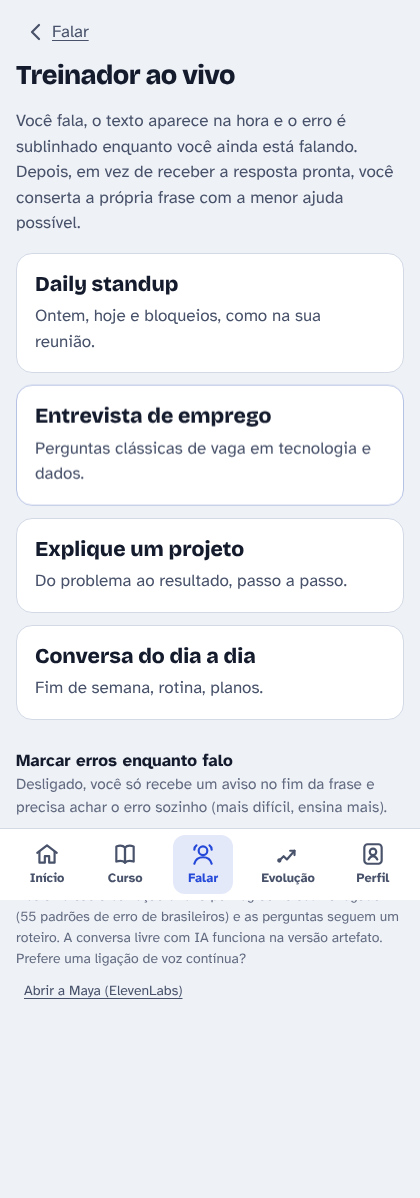 Falar
Treinador ao vivo
Você fala, o texto aparece na hora e o erro é
sublinhado enquanto você ainda está falando.
Depois, em vez de receber a resposta pronta, você
conserta a própria frase com a menor ajuda
possível.
Daily standup
Ontem, hoje e bloqueios, como na sua
reunião.
Entrevista de emprego
Perguntas clássicas de vaga em tecnologia e
dados.
Explique um projeto
Do problema ao resultado, passo a passo.
Conversa do dia a dia
Fim de semana, rotina, planos.
Marcar erros enquanto falo
Desligado, você só recebe um aviso no fim da frase e
precisa achar o erro sozinho (mais difícil, ensina mais).
Início
Curso
Falar
Evolução
Perfil
(55 padrões de erro de brasileiros) e as perguntas seguem um
roteiro. A conversa livre com IA funciona na versão artefato.
Prefere uma ligação de voz contínua?
Abrir a Maya (ElevenLabs)